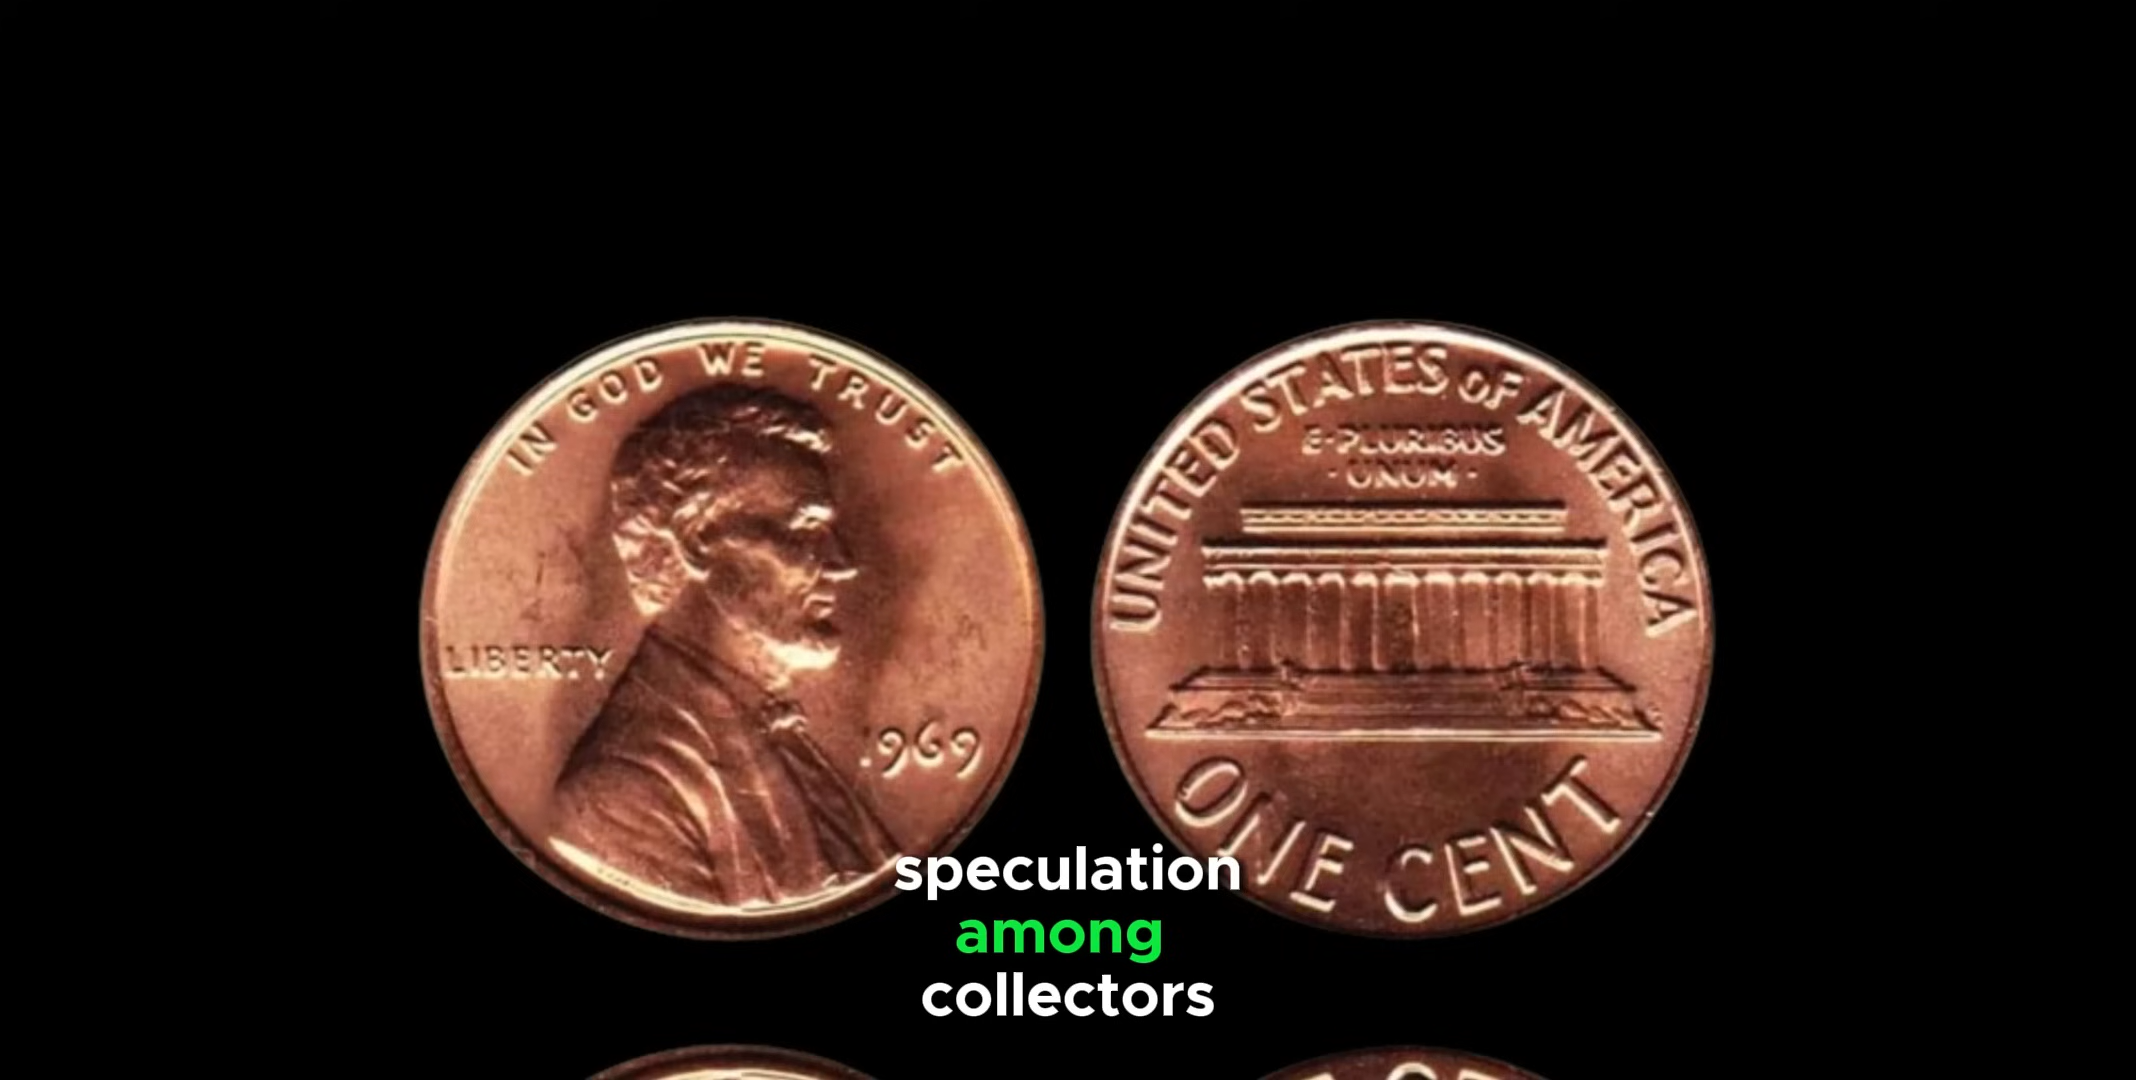 IN GOD WE TRUST
LIBERTY
1969
UNITED STATES OF AMERICA
E·PLURIBUS
·UNUM·
ONE CENT
speculation
among
collectors